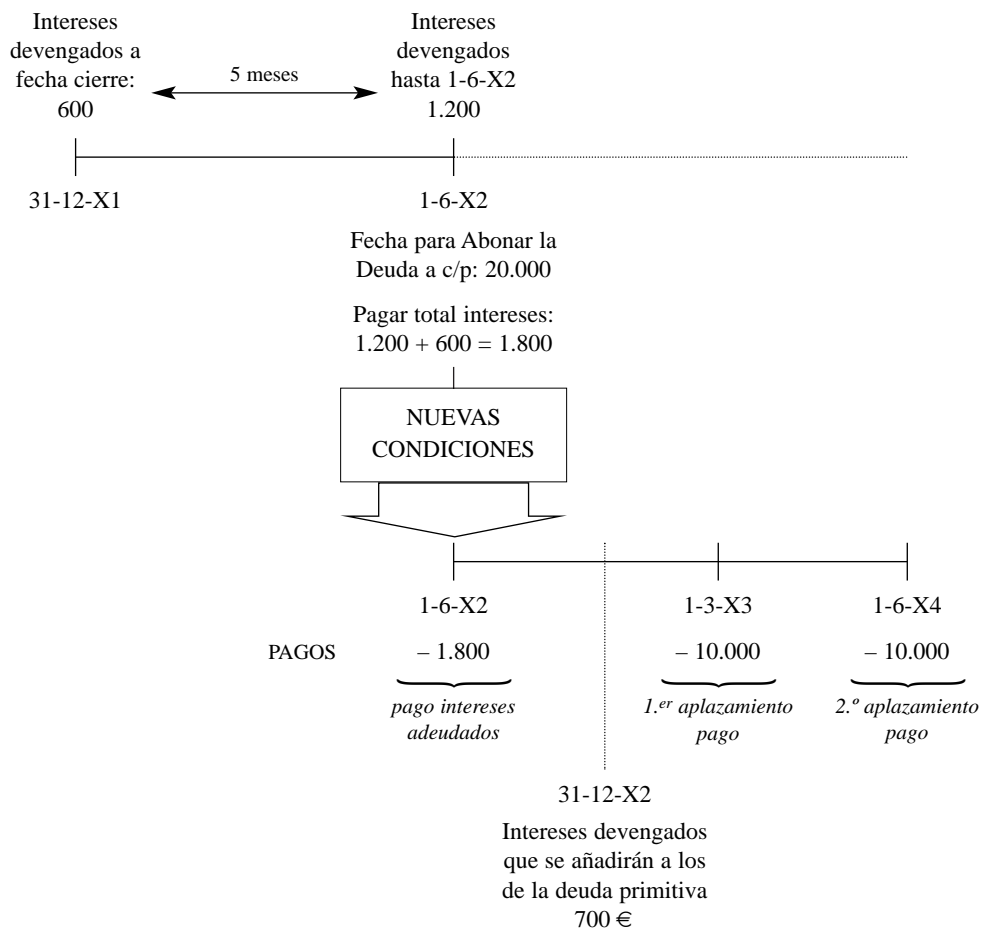 Intereses
devengados a
fecha cierre:
600
5 meses
Intereses
devengados
hasta 1-6-X2
1.200
31-12-X1
1-6-X2
Fecha para Abonar la
Deuda a c/p: 20.000
Pagar total intereses:
1.200 + 600 = 1.800
NUEVAS
CONDICIONES
1-6-X2
1-3-X3
1-6-X4
PAGOS
– 1.800
– 10.000
– 10.000
pago intereses
adeudados
1.er aplazamiento
pago
2.º aplazamiento
pago
31-12-X2
Intereses devengados
que se añadirán a los
de la deuda primitiva
700 €